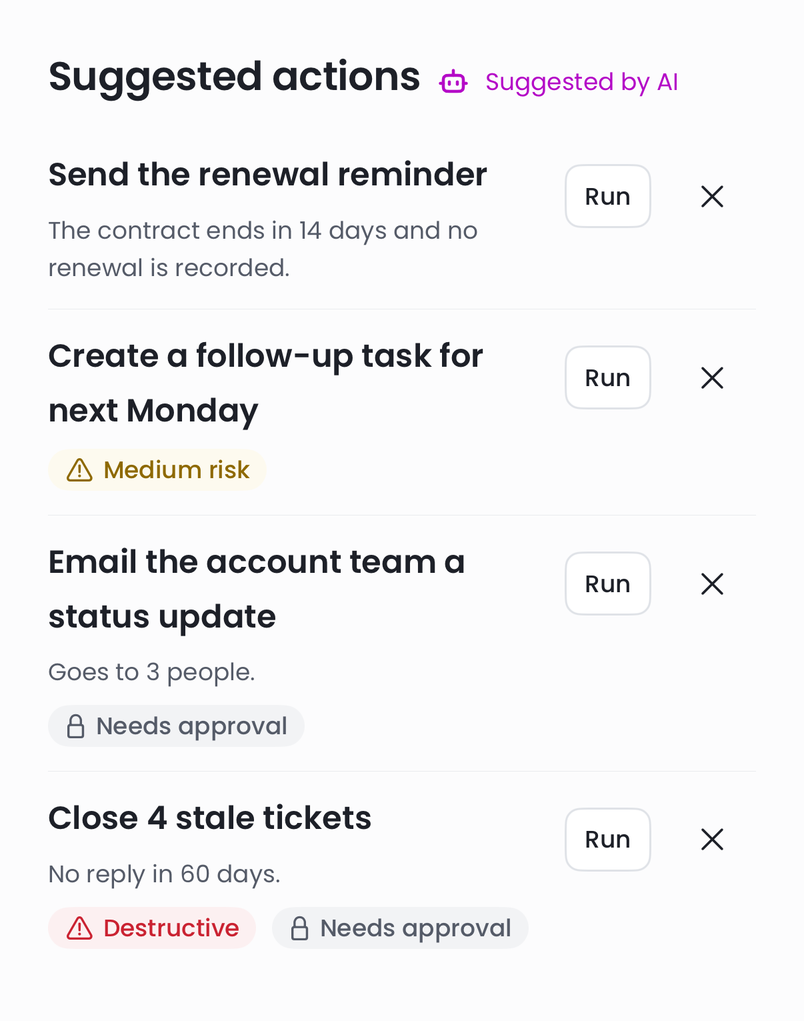 Suggested actions Suggested by AI
Send the renewal reminder
Run
The contract ends in 14 days and no
renewal is recorded.
Create a follow-up task for
next Monday
Run
Medium risk
Email the account team a
status update
Run
Goes to 3 people.
Needs approval
Close 4 stale tickets
Run
No reply in 60 days.
Destructive Needs approval